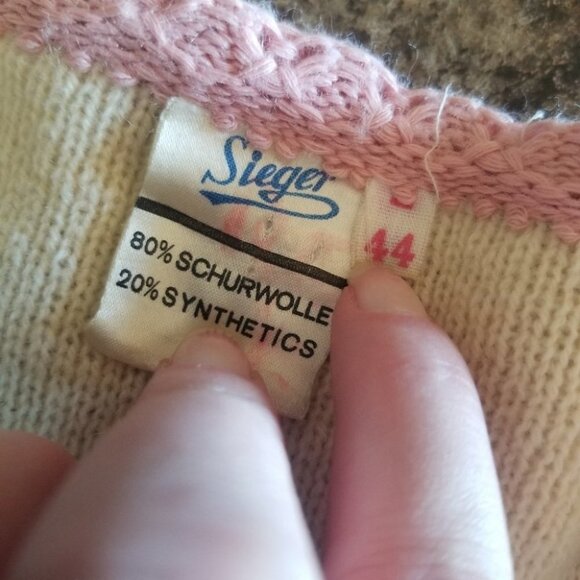 Sieger
44
80% SCHURWOLLE
20% SYNTHETICS